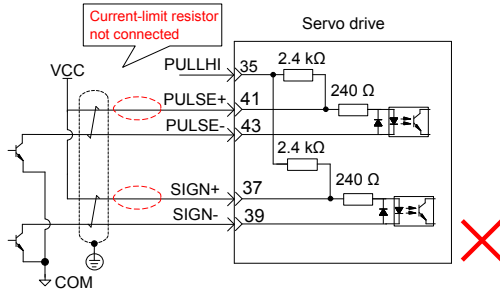 Current-limit resistor
not connected
Servo drive
PULLHI 35
2.4 kΩ
VCC
PULSE+ 41
240 Ω
PULSE- 43
2.4 kΩ
SIGN+ 37
240 Ω
SIGN- 39
COM